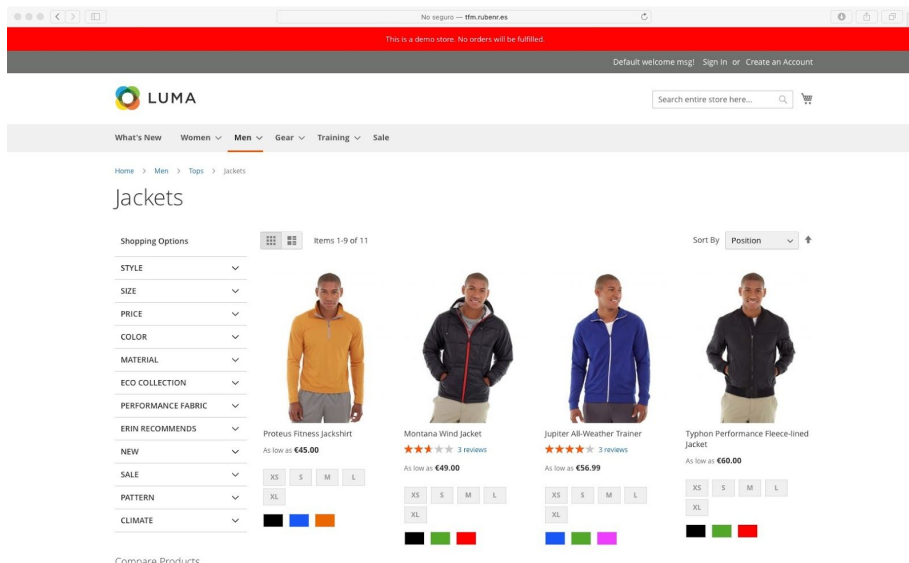 No seguro — tfm.rubenr.es
This is a demo store. No orders will be fulfilled.
Default welcome msg! Sign In or Create an Account
LUMA
Search entire store here...
What's New Women Men Gear Training Sale
Home > Men > Tops > Jackets
Jackets
Shopping Options
Items 1-9 of 11
Sort By Position
STYLE
SIZE
PRICE
COLOR
MATERIAL
ECO COLLECTION
PERFORMANCE FABRIC
ERIN RECOMMENDS
NEW
SALE
PATTERN
CLIMATE
Compare Products
Proteus Fitness Jackshirt
As low as €45.00
XS S M L
XL
Montana Wind Jacket
3 reviews
As low as €49.00
XS S M L
XL
Jupiter All-Weather Trainer
3 reviews
As low as €56.99
XS S M L
XL
Typhon Performance Fleece-lined
Jacket
As low as €60.00
XS S M L
XL